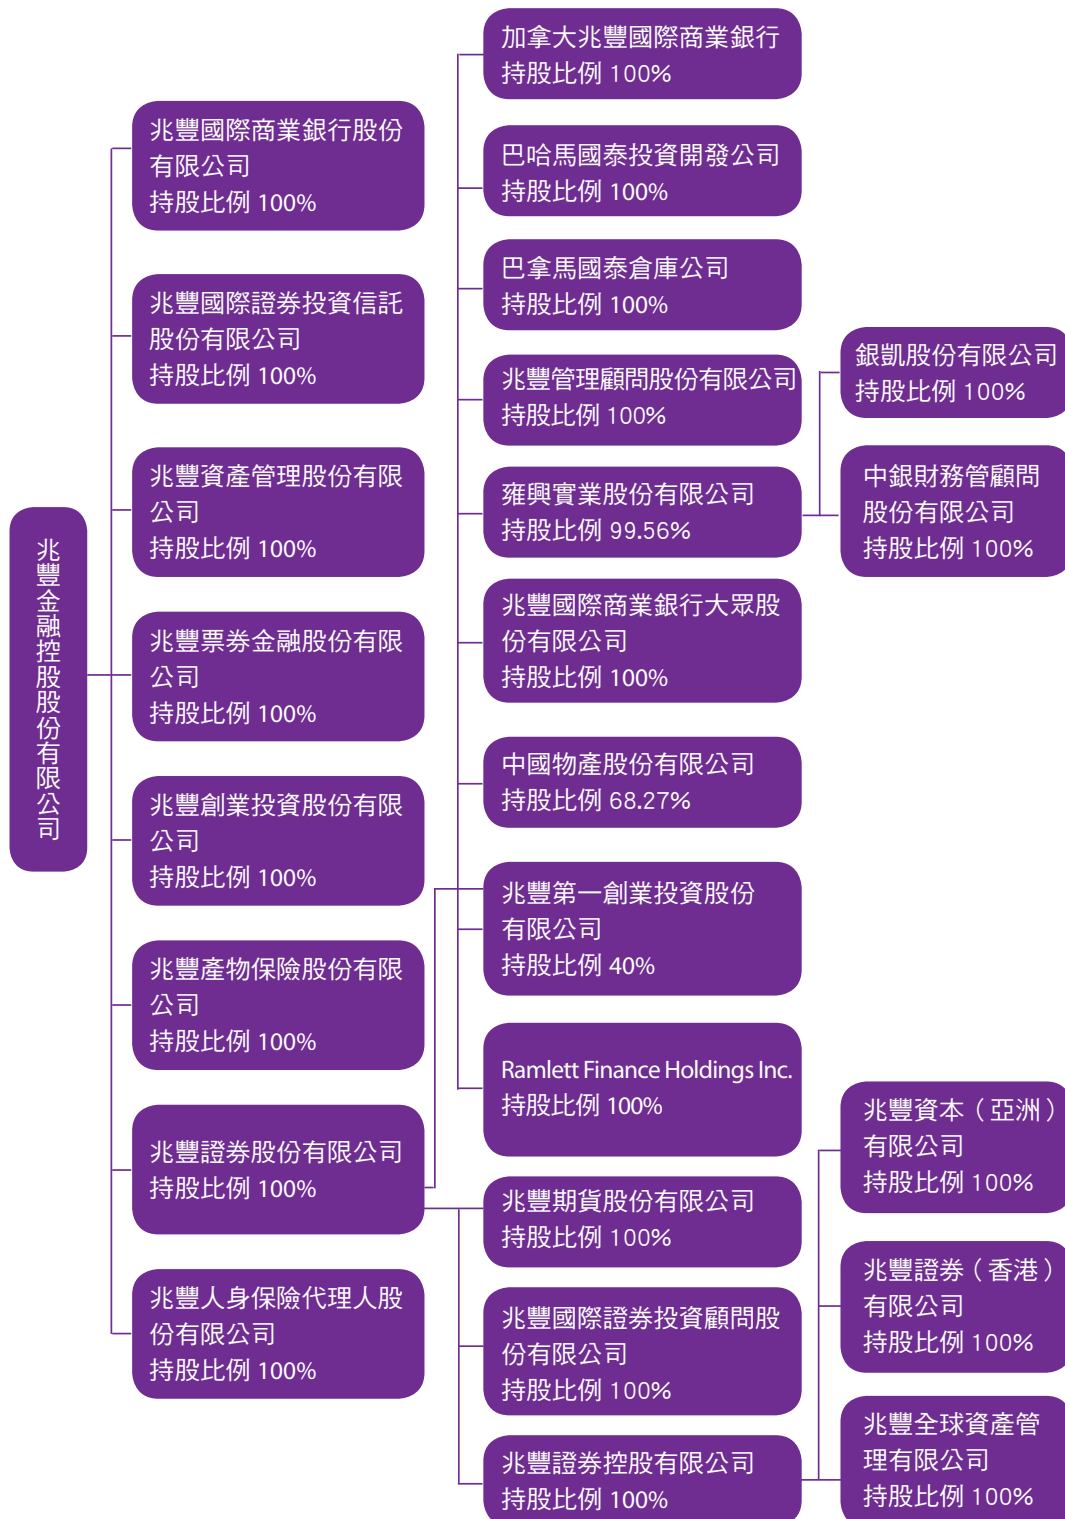 兆豐金融控股股份有限公司
兆豐國際商業銀行股份
有限公司
持股比例 100%
兆豐國際證券投資信託
股份有限公司
持股比例 100%
兆豐資產管理股份有限
公司
持股比例 100%
兆豐票券金融股份有限
公司
持股比例 100%
兆豐創業投資股份有限
公司
持股比例 100%
兆豐產物保險股份有限
公司
持股比例 100%
兆豐證券股份有限公司
持股比例 100%
兆豐人身保險代理人股
份有限公司
持股比例 100%
加拿大兆豐國際商業銀行
持股比例 100%
巴哈馬國泰投資開發公司
持股比例 100%
巴拿馬國泰倉庫公司
持股比例 100%
兆豐管理顧問股份有限公司
持股比例 100%
雍興實業股份有限公司
持股比例 99.56%
兆豐國際商業銀行大眾股
份有限公司
持股比例 100%
中國物產股份有限公司
持股比例 68.27%
兆豐第一創業投資股份
有限公司
持股比例 40%
Ramlett Finance Holdings Inc.
持股比例 100%
兆豐期貨股份有限公司
持股比例 100%
兆豐國際證券投資顧問股
份有限公司
持股比例 100%
兆豐證券控股有限公司
持股比例 100%
銀凱股份有限公司
持股比例 100%
中銀財務管顧問
股份有限公司
持股比例 100%
兆豐資本（亞洲）
有限公司
持股比例 100%
兆豐證券（香港）
有限公司
持股比例 100%
兆豐全球資產管
理有限公司
持股比例 100%